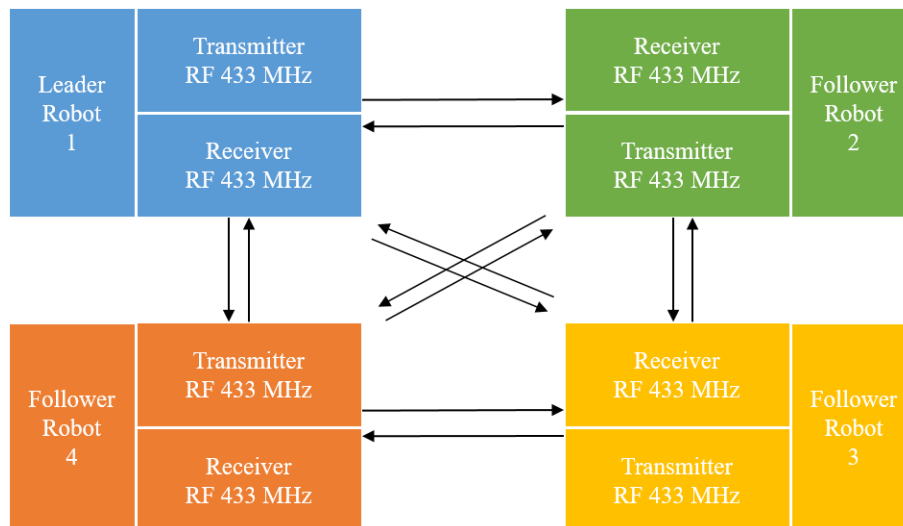 Leader
Robot
1
Transmitter
RF 433 MHz
Receiver
RF 433 MHz
Receiver
RF 433 MHz
Transmitter
RF 433 MHz
Follower
Robot
2
Follower
Robot
4
Transmitter
RF 433 MHz
Receiver
RF 433 MHz
Receiver
RF 433 MHz
Transmitter
RF 433 MHz
Follower
Robot
3